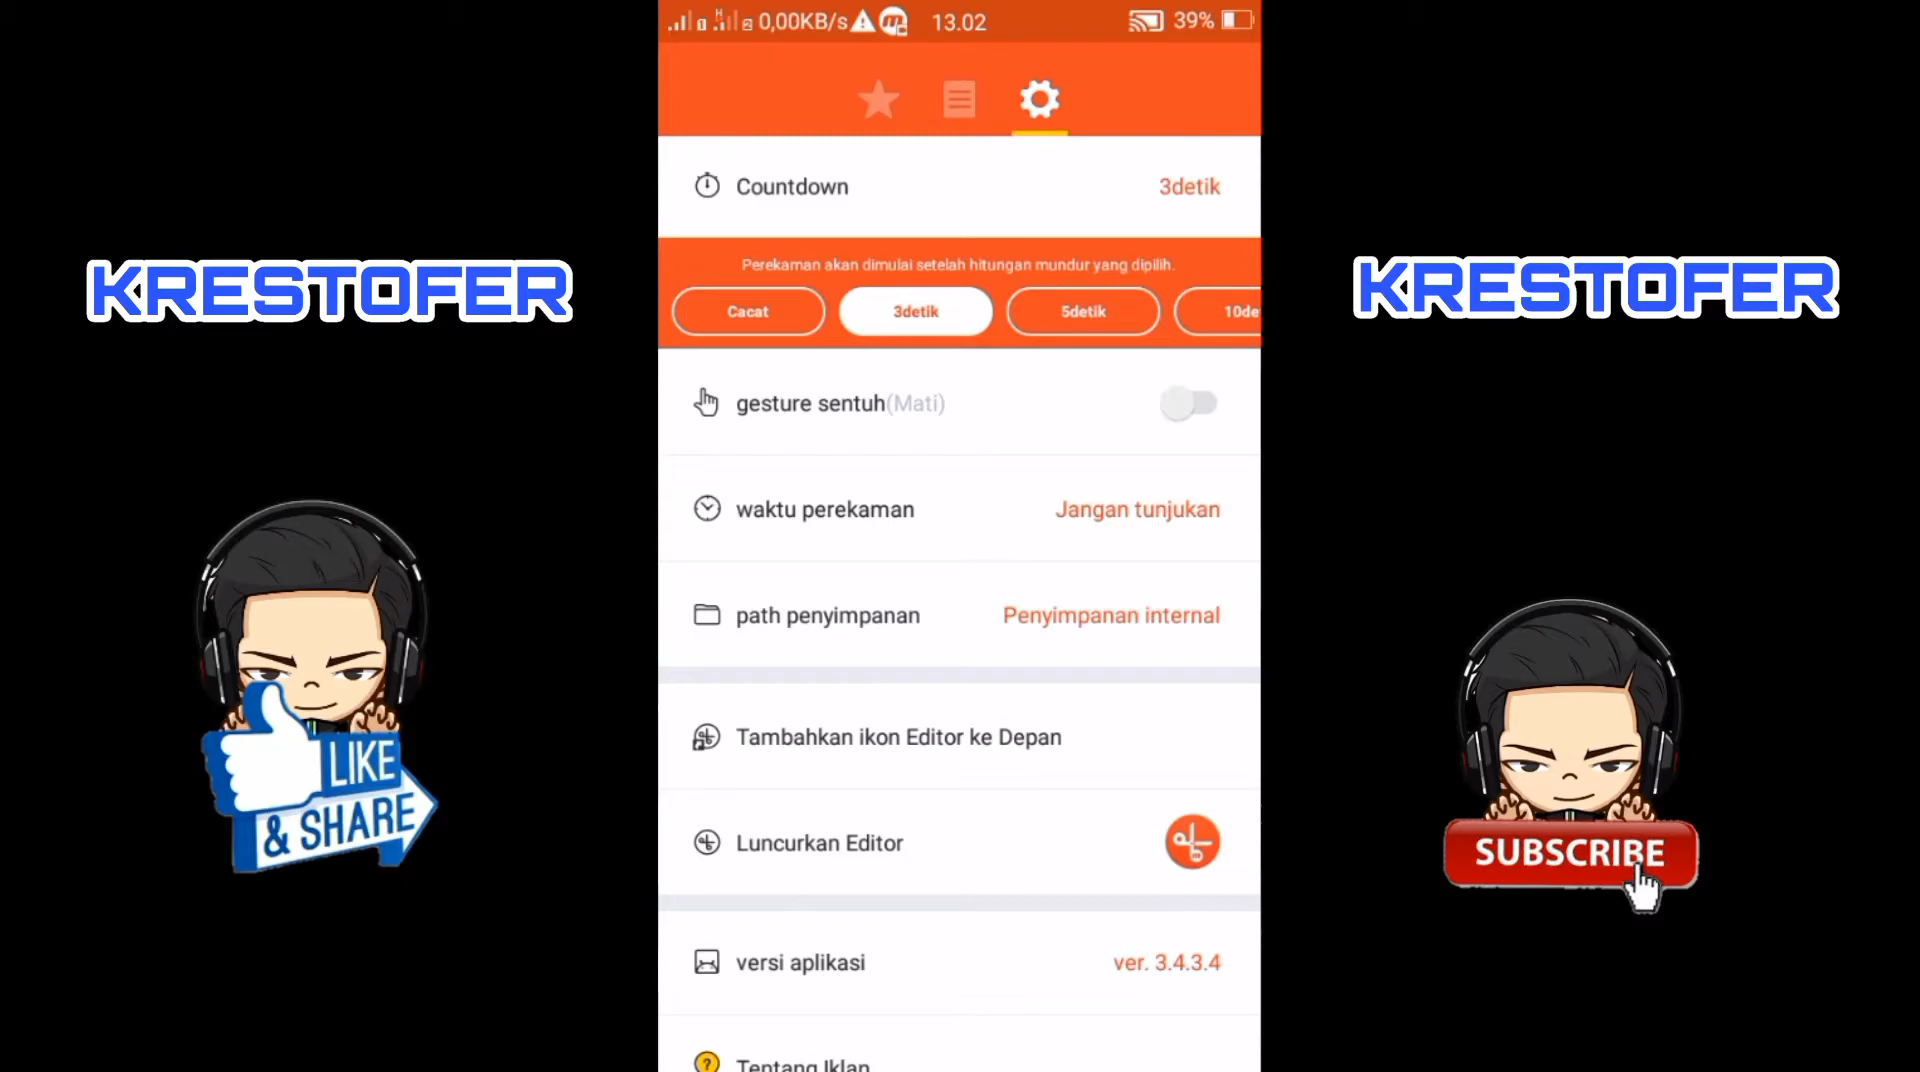 0,00KB/s 13.02 39%
Countdown 3detik
Perekaman akan dimulai setelah hitungan mundur yang dipilih.
Cacat 3detik 5detik 10de
KRESTOFER
KRESTOFER
gesture sentuh(Mati)
waktu perekaman Jangan tunjukan
path penyimpanan Penyimpanan internal
Tambahkan ikon Editor ke Depan
LIKE
& SHARE
Luncurkan Editor
SUBSCRIBE
versi aplikasi ver. 3.4.3.4
Tentang Iklan